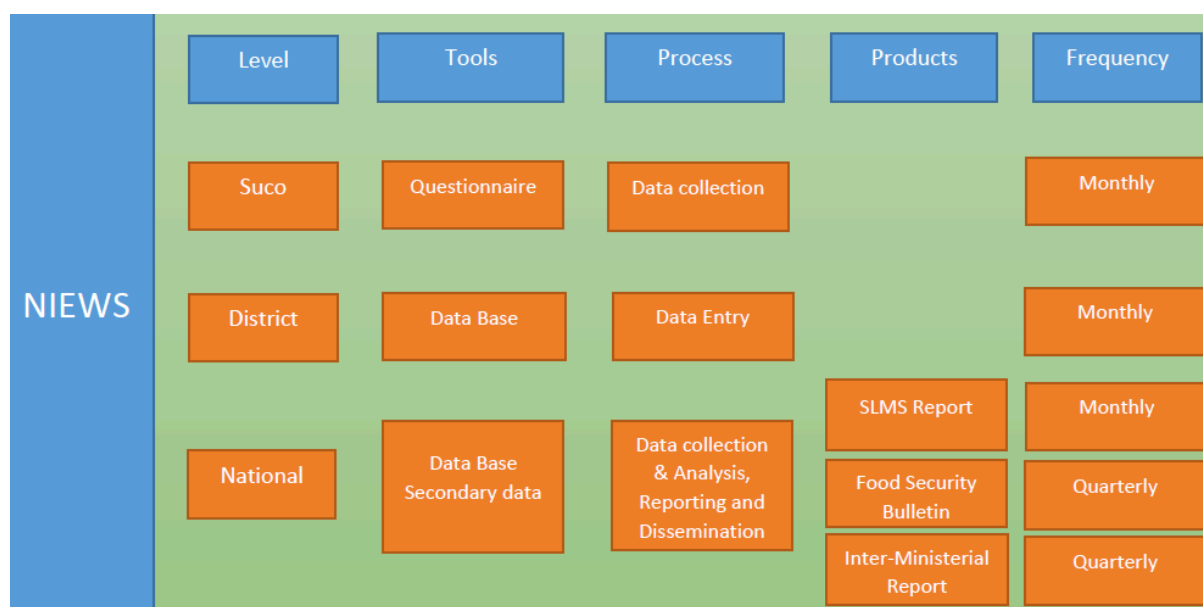 NIEWS
Level
Tools
Process
Products
Frequency
Suco
Questionnaire
Data collection
Monthly
District
Data Base
Data Entry
Monthly
National
Data Base
Secondary data
Data collection
& Analysis,
Reporting and
Dissemination
SLMS Report
Monthly
Food Security
Bulletin
Quarterly
Inter-Ministerial
Report
Quarterly